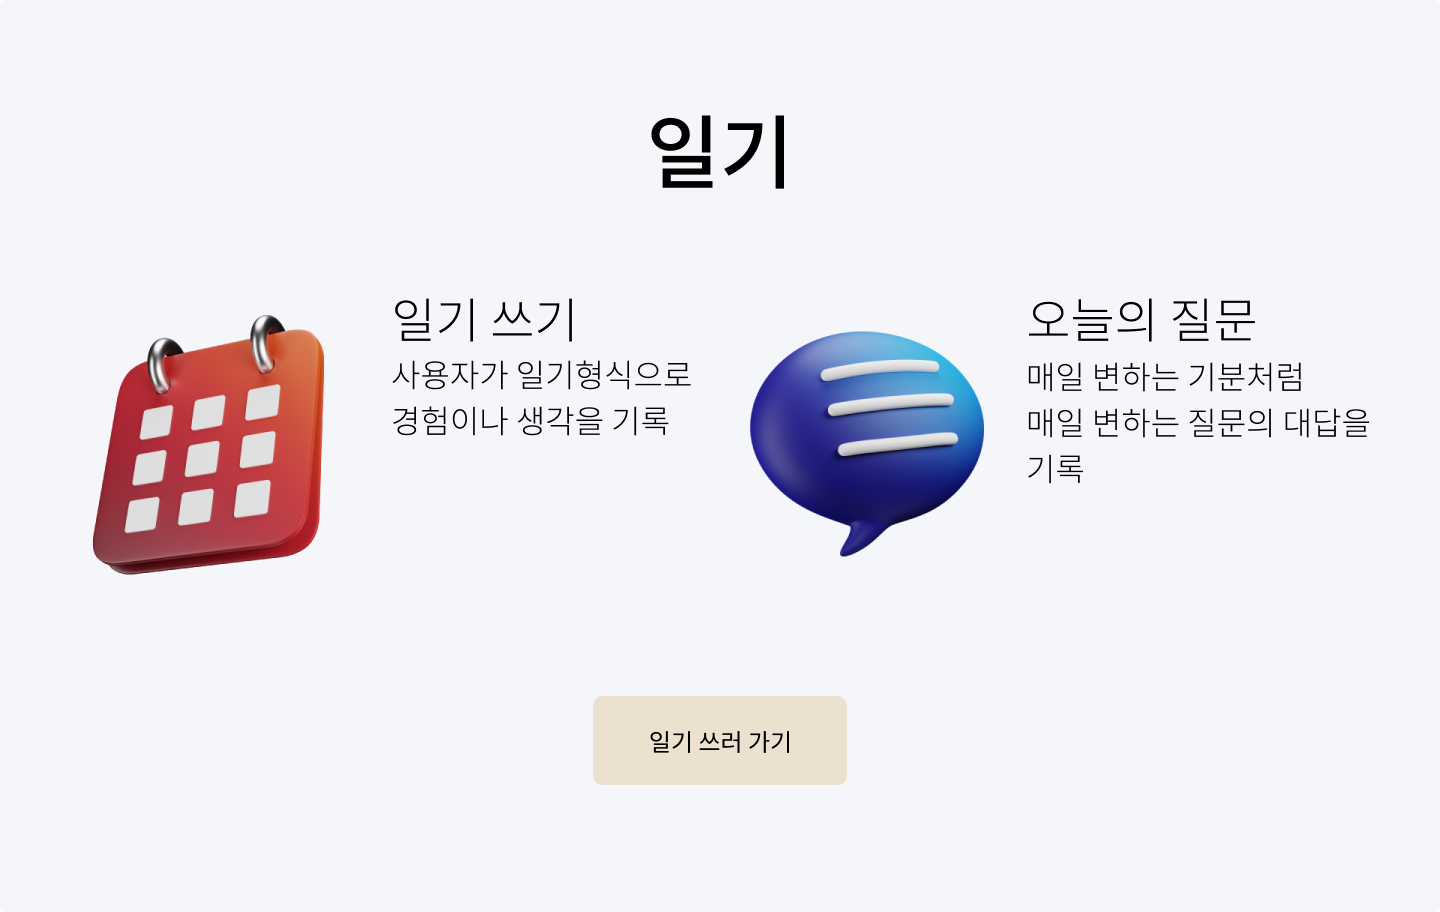 일기
일기 쓰기
사용자가 일기형식으로
경험이나 생각을 기록
오늘의 질문
매일 변하는 기분처럼
매일 변하는 질문의 대답을
기록
일기 쓰러 가기